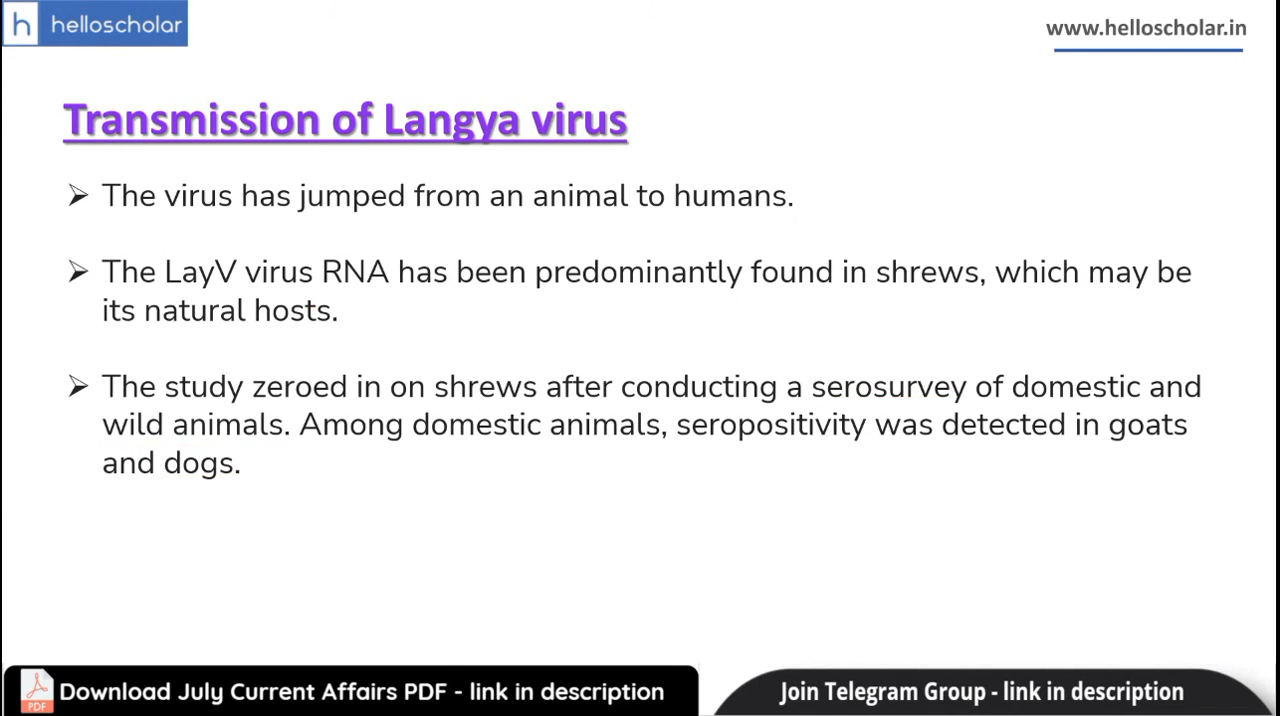 h helloscholar
www.helloscholar.in
Transmission of Langya virus
➢ The virus has jumped from an animal to humans.
➢ The LayV virus RNA has been predominantly found in shrews, which may be
its natural hosts.
➢ The study zeroed in on shrews after conducting a serosurvey of domestic and
wild animals. Among domestic animals, seropositivity was detected in goats
and dogs.
PDF Download July Current Affairs PDF - link in description
Join Telegram Group - link in description